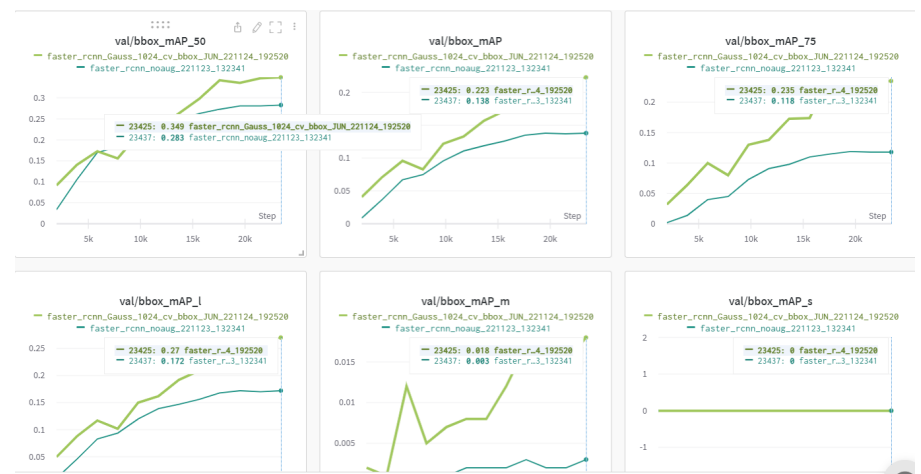 val/bbox_mAP_50
faster_rcnn_Gauss_1024_cv_bbox_JUN_221124_192520
faster_rcnn_noaug_221123_132341
0.3
0.25
0.2
0.15
0.1
0.05
0
23425: 0.349 faster_rcnn_Gauss_1024_cv_bbox_JUN_221124_192520
23437: 0.283 faster_rcnn_noaug_221123_132341
Step
5k 10k 15k 20k
val/bbox_mAP
faster_rcnn_Gauss_1024_cv_bbox_JUN_221124_192520
faster_rcnn_noaug_221123_132341
23425: 0.223 faster_r…4_192520
23437: 0.138 faster_r…3_132341
0.2
0.1
0.05
0
Step
5k 10k 15k 20k
val/bbox_mAP_75
faster_rcnn_Gauss_1024_cv_bbox_JUN_221124_192520
faster_rcnn_noaug_221123_132341
23425: 0.235 faster_r…4_192520
23437: 0.118 faster_r…3_132341
0.2
0.15
0.1
0.05
0
Step
5k 10k 15k 20k
val/bbox_mAP_l
faster_rcnn_Gauss_1024_cv_bbox_JUN_221124_192520
faster_rcnn_noaug_221123_132341
23425: 0.27 faster_r…4_192520
23437: 0.172 faster_r…3_132341
0.25
0.2
0.15
0.1
0.05
val/bbox_mAP_m
faster_rcnn_Gauss_1024_cv_bbox_JUN_221124_192520
faster_rcnn_noaug_221123_132341
23425: 0.018 faster_r…4_192520
23437: 0.003 faster_r…3_132341
0.015
0.01
0.005
val/bbox_mAP_s
faster_rcnn_Gauss_1024_cv_bbox_JUN_221124_192520
faster_rcnn_noaug_221123_132341
23425: 0 faster_r…4_192520
23437: 0 faster_r…3_132341
2
1
0
-1